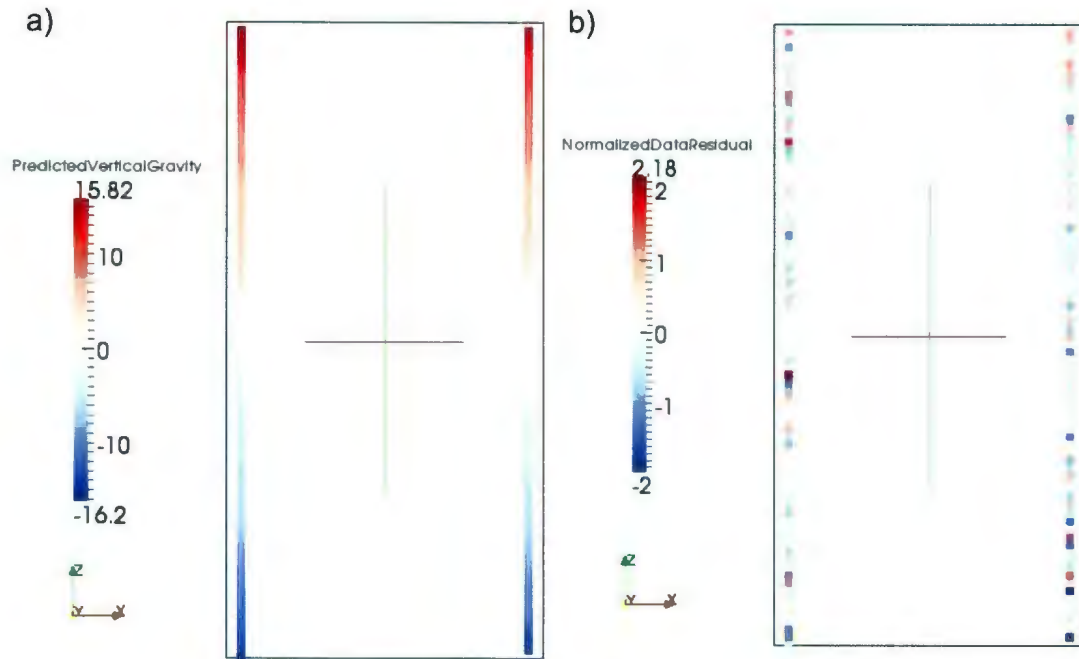 a)
PredictedVerticalGravity
15.82
10
0
-10
-16.2
Z
Y
X
b)
NormalizedDataResidual
2.18
2
1
0
-1
-2
Z
Y
X